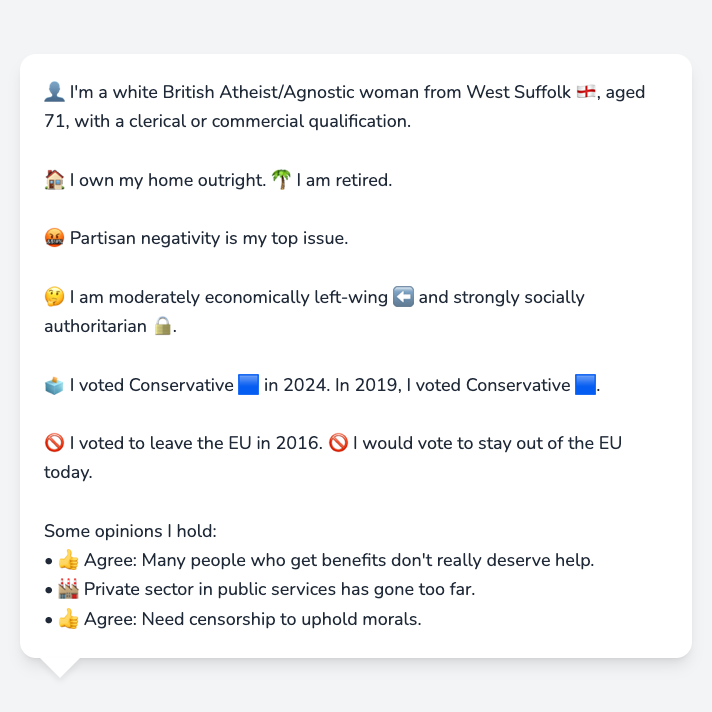 👤 I'm a white British Atheist/Agnostic woman from West Suffolk 🏴󠁧󠁢󠁥󠁮󠁧󠁿, aged
71, with a clerical or commercial qualification.
🏠 I own my home outright. 🌴 I am retired.
🤬 Partisan negativity is my top issue.
🤔 I am moderately economically left-wing ⬅️ and strongly socially
authoritarian 🔒.
🗳️ I voted Conservative 🟦 in 2024. In 2019, I voted Conservative 🟦.
🚫 I voted to leave the EU in 2016. 🚫 I would vote to stay out of the EU
today.
Some opinions I hold:
• 👍 Agree: Many people who get benefits don't really deserve help.
• 🏭 Private sector in public services has gone too far.
• 👍 Agree: Need censorship to uphold morals.